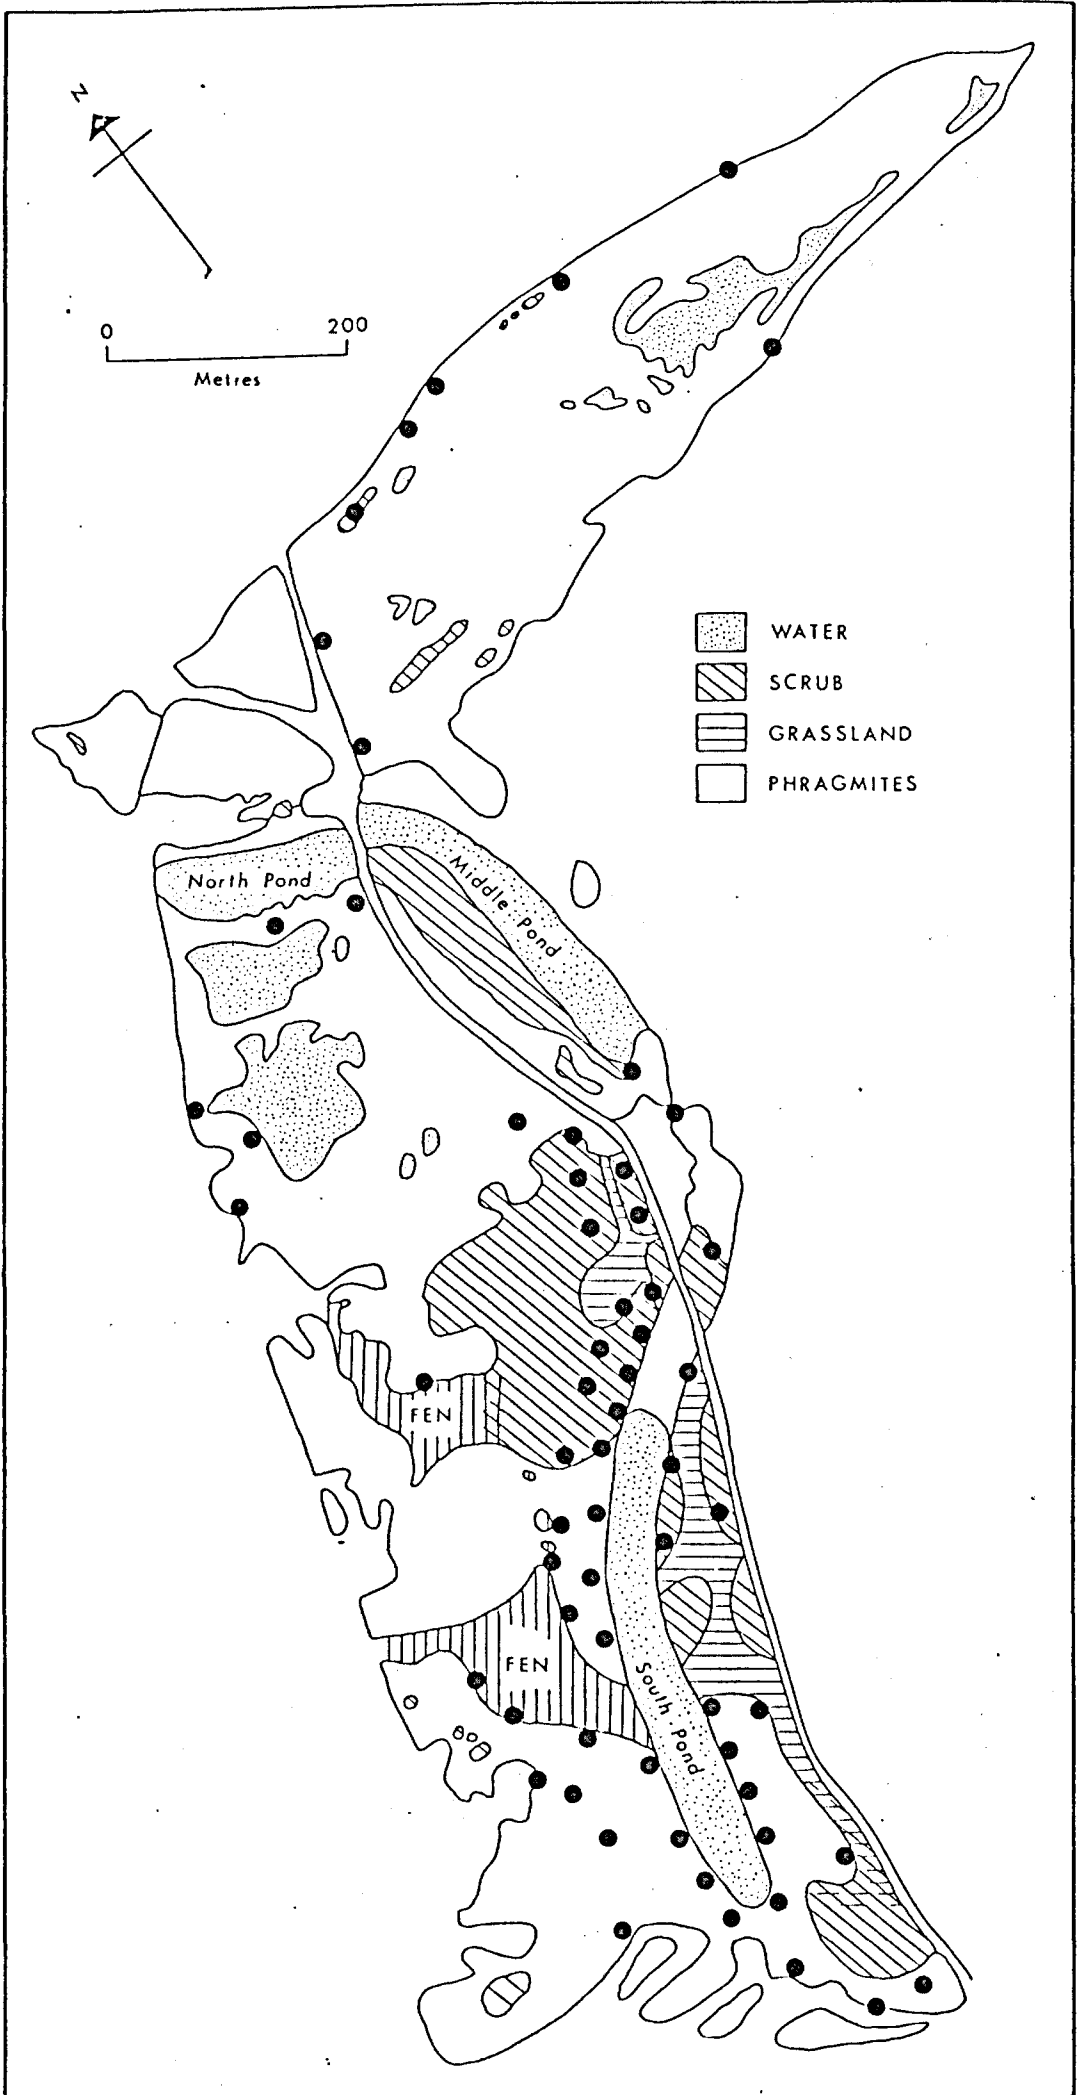 N
0 200
Metres
WATER
SCRUB
GRASSLAND
PHRAGMITES
North Pond
Middle Pond
FEN
FEN
South Pond